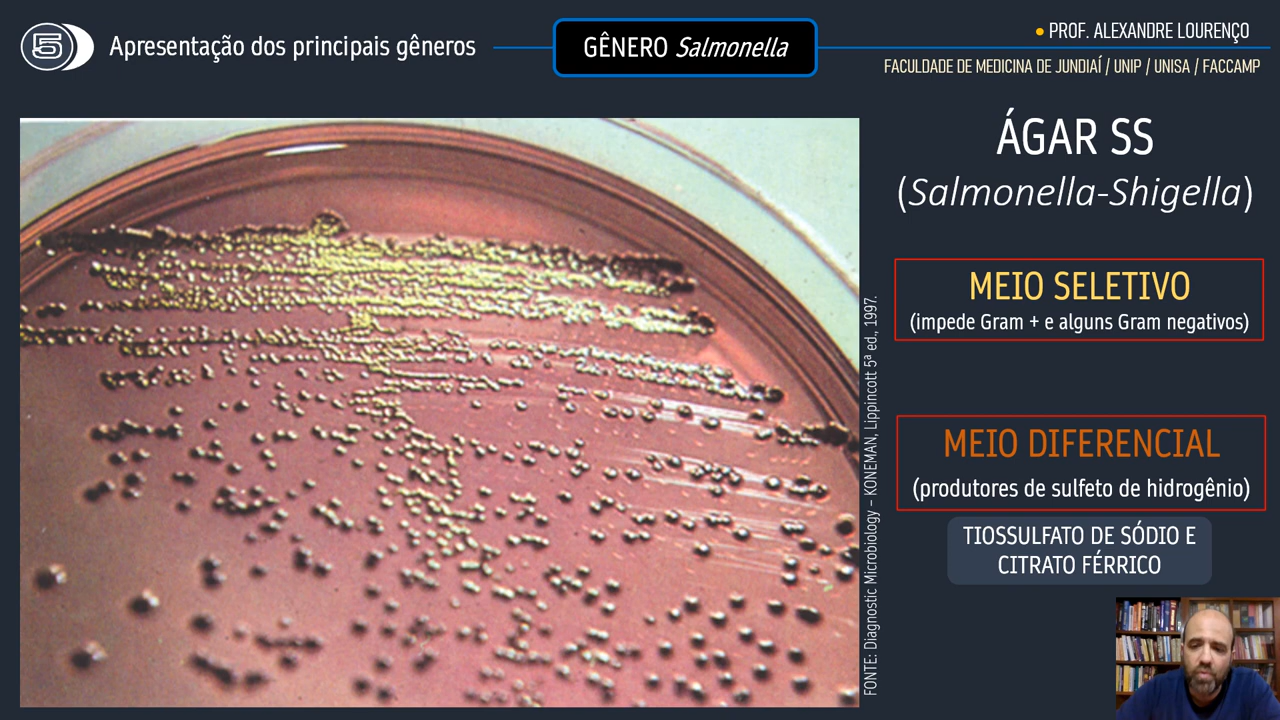 5
Apresentação dos principais gêneros
GÊNERO Salmonella
• PROF. ALEXANDRE LOURENÇO
FACULDADE DE MEDICINA DE JUNDIAÍ / UNIP / UNISA / FACCAMP
ÁGAR SS
(Salmonella-Shigella)
MEIO SELETIVO
(impede Gram + e alguns Gram negativos)
MEIO DIFERENCIAL
(produtores de sulfeto de hidrogênio)
TIOSSULFATO DE SÓDIO E
CITRATO FÉRRICO
FONTE: Diagnostic Microbiology – KONEMAN, Lippincott 5ª ed., 1997.